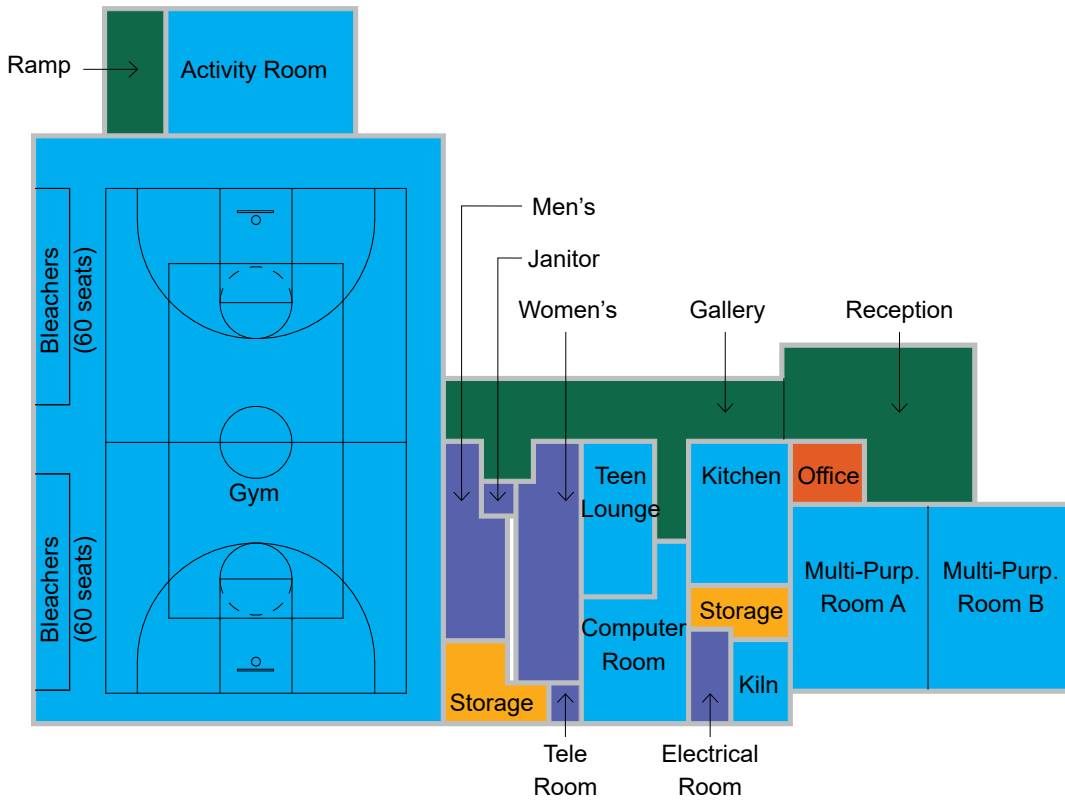 Ramp
Activity Room
Men’s
Janitor
Women’s
Gallery
Reception
Bleachers
(60 seats)
Gym
Bleachers
(60 seats)
Teen
Lounge
Kitchen
Office
Multi-Purp.
Room A
Multi-Purp.
Room B
Storage
Computer
Room
Kiln
Storage
Tele
Room
Electrical
Room